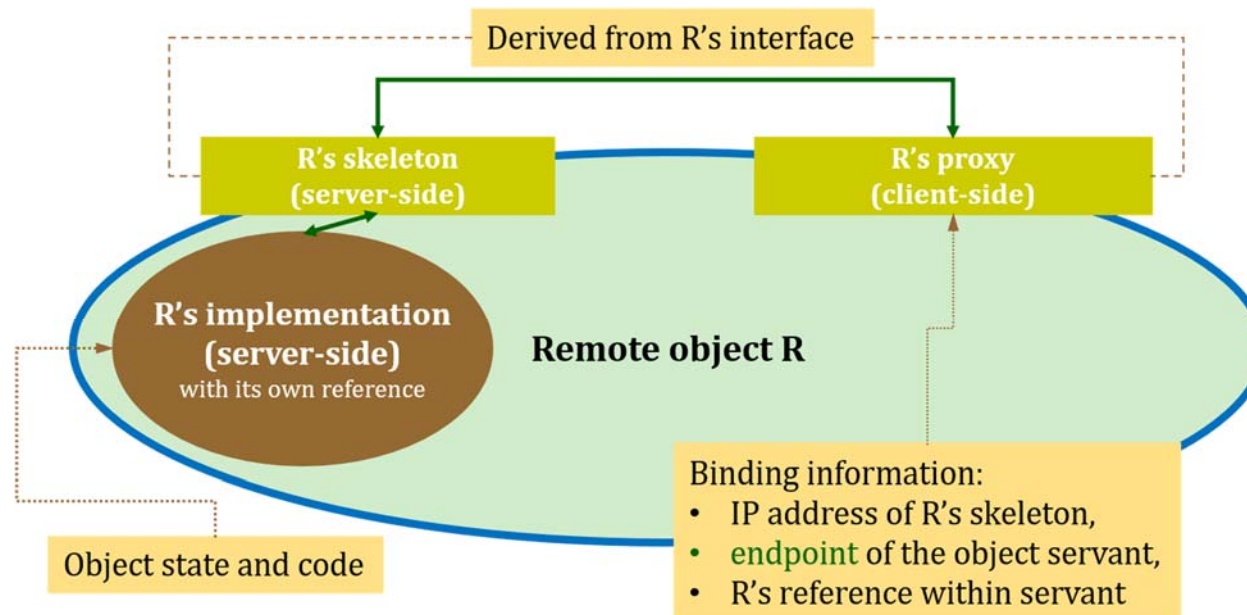 Derived from R's interface
R's skeleton
(server-side)
R's proxy
(client-side)
R's implementation
(server-side)
with its own reference
Remote object R
Binding information:
• IP address of R's skeleton,
• endpoint of the object servant,
• R's reference within servant
Object state and code